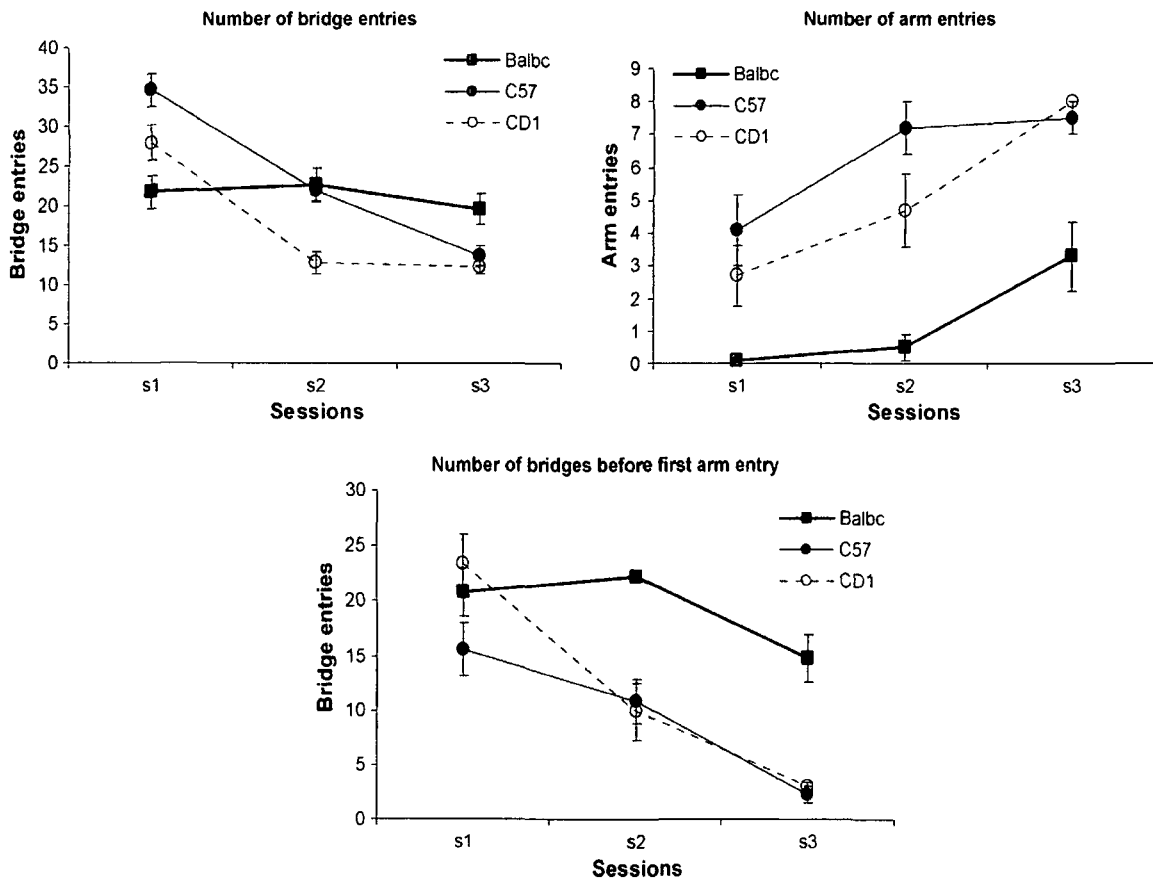 Number of bridge entries
40
35
30
25
20
15
10
5
0
Bridge entries
s1 s2 s3
Sessions
Balbc
C57
CD1
Number of arm entries
9
8
7
6
5
4
3
2
1
0
Arm entries
s1 s2 s3
Sessions
Balbc
C57
CD1
Number of bridges before first arm entry
30
25
20
15
10
5
0
Bridge entries
s1 s2 s3
Sessions
Balbc
C57
CD1